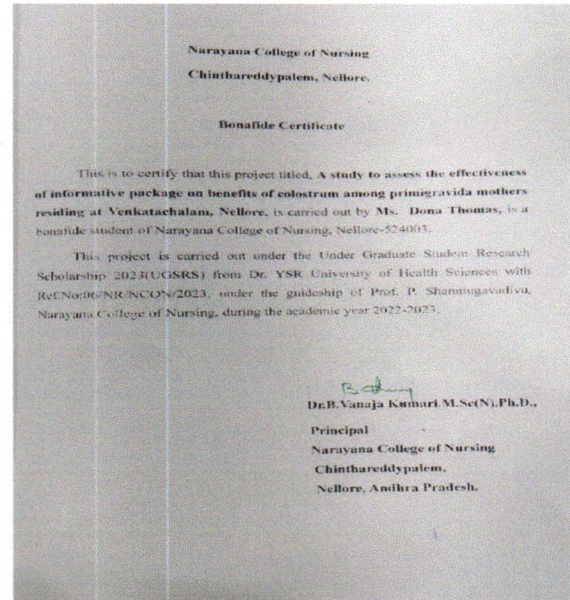 Narayana College of Nursing
Chinthareddypalem, Nellore.
Bonafide Certificate
This is to certify that this project titled, A study to assess the effectiveness
of informative package on benefits of colostrum among primigravida mothers
residing at Venkatachalam, Nellore, is carried out by Ms. Dona Thomas, is a
bonafide student of Narayana College of Nursing, Nellore-524003.
This project is carried out under the Under Graduate Student Research
Scholarship 2023(UGSRS) from Dr. YSR University of Health Sciences with
Ref.No:06/NR/NCON/2023, under the guideship of Prof. P. Shanmugavadivu,
Narayana College of Nursing, during the academic year 2022-2023.
Dr.B.Vanaja Kumari.M.Sc(N).Ph.D.,
Principal
Narayana College of Nursing
Chinthareddypalem,
Nellore, Andhra Pradesh.